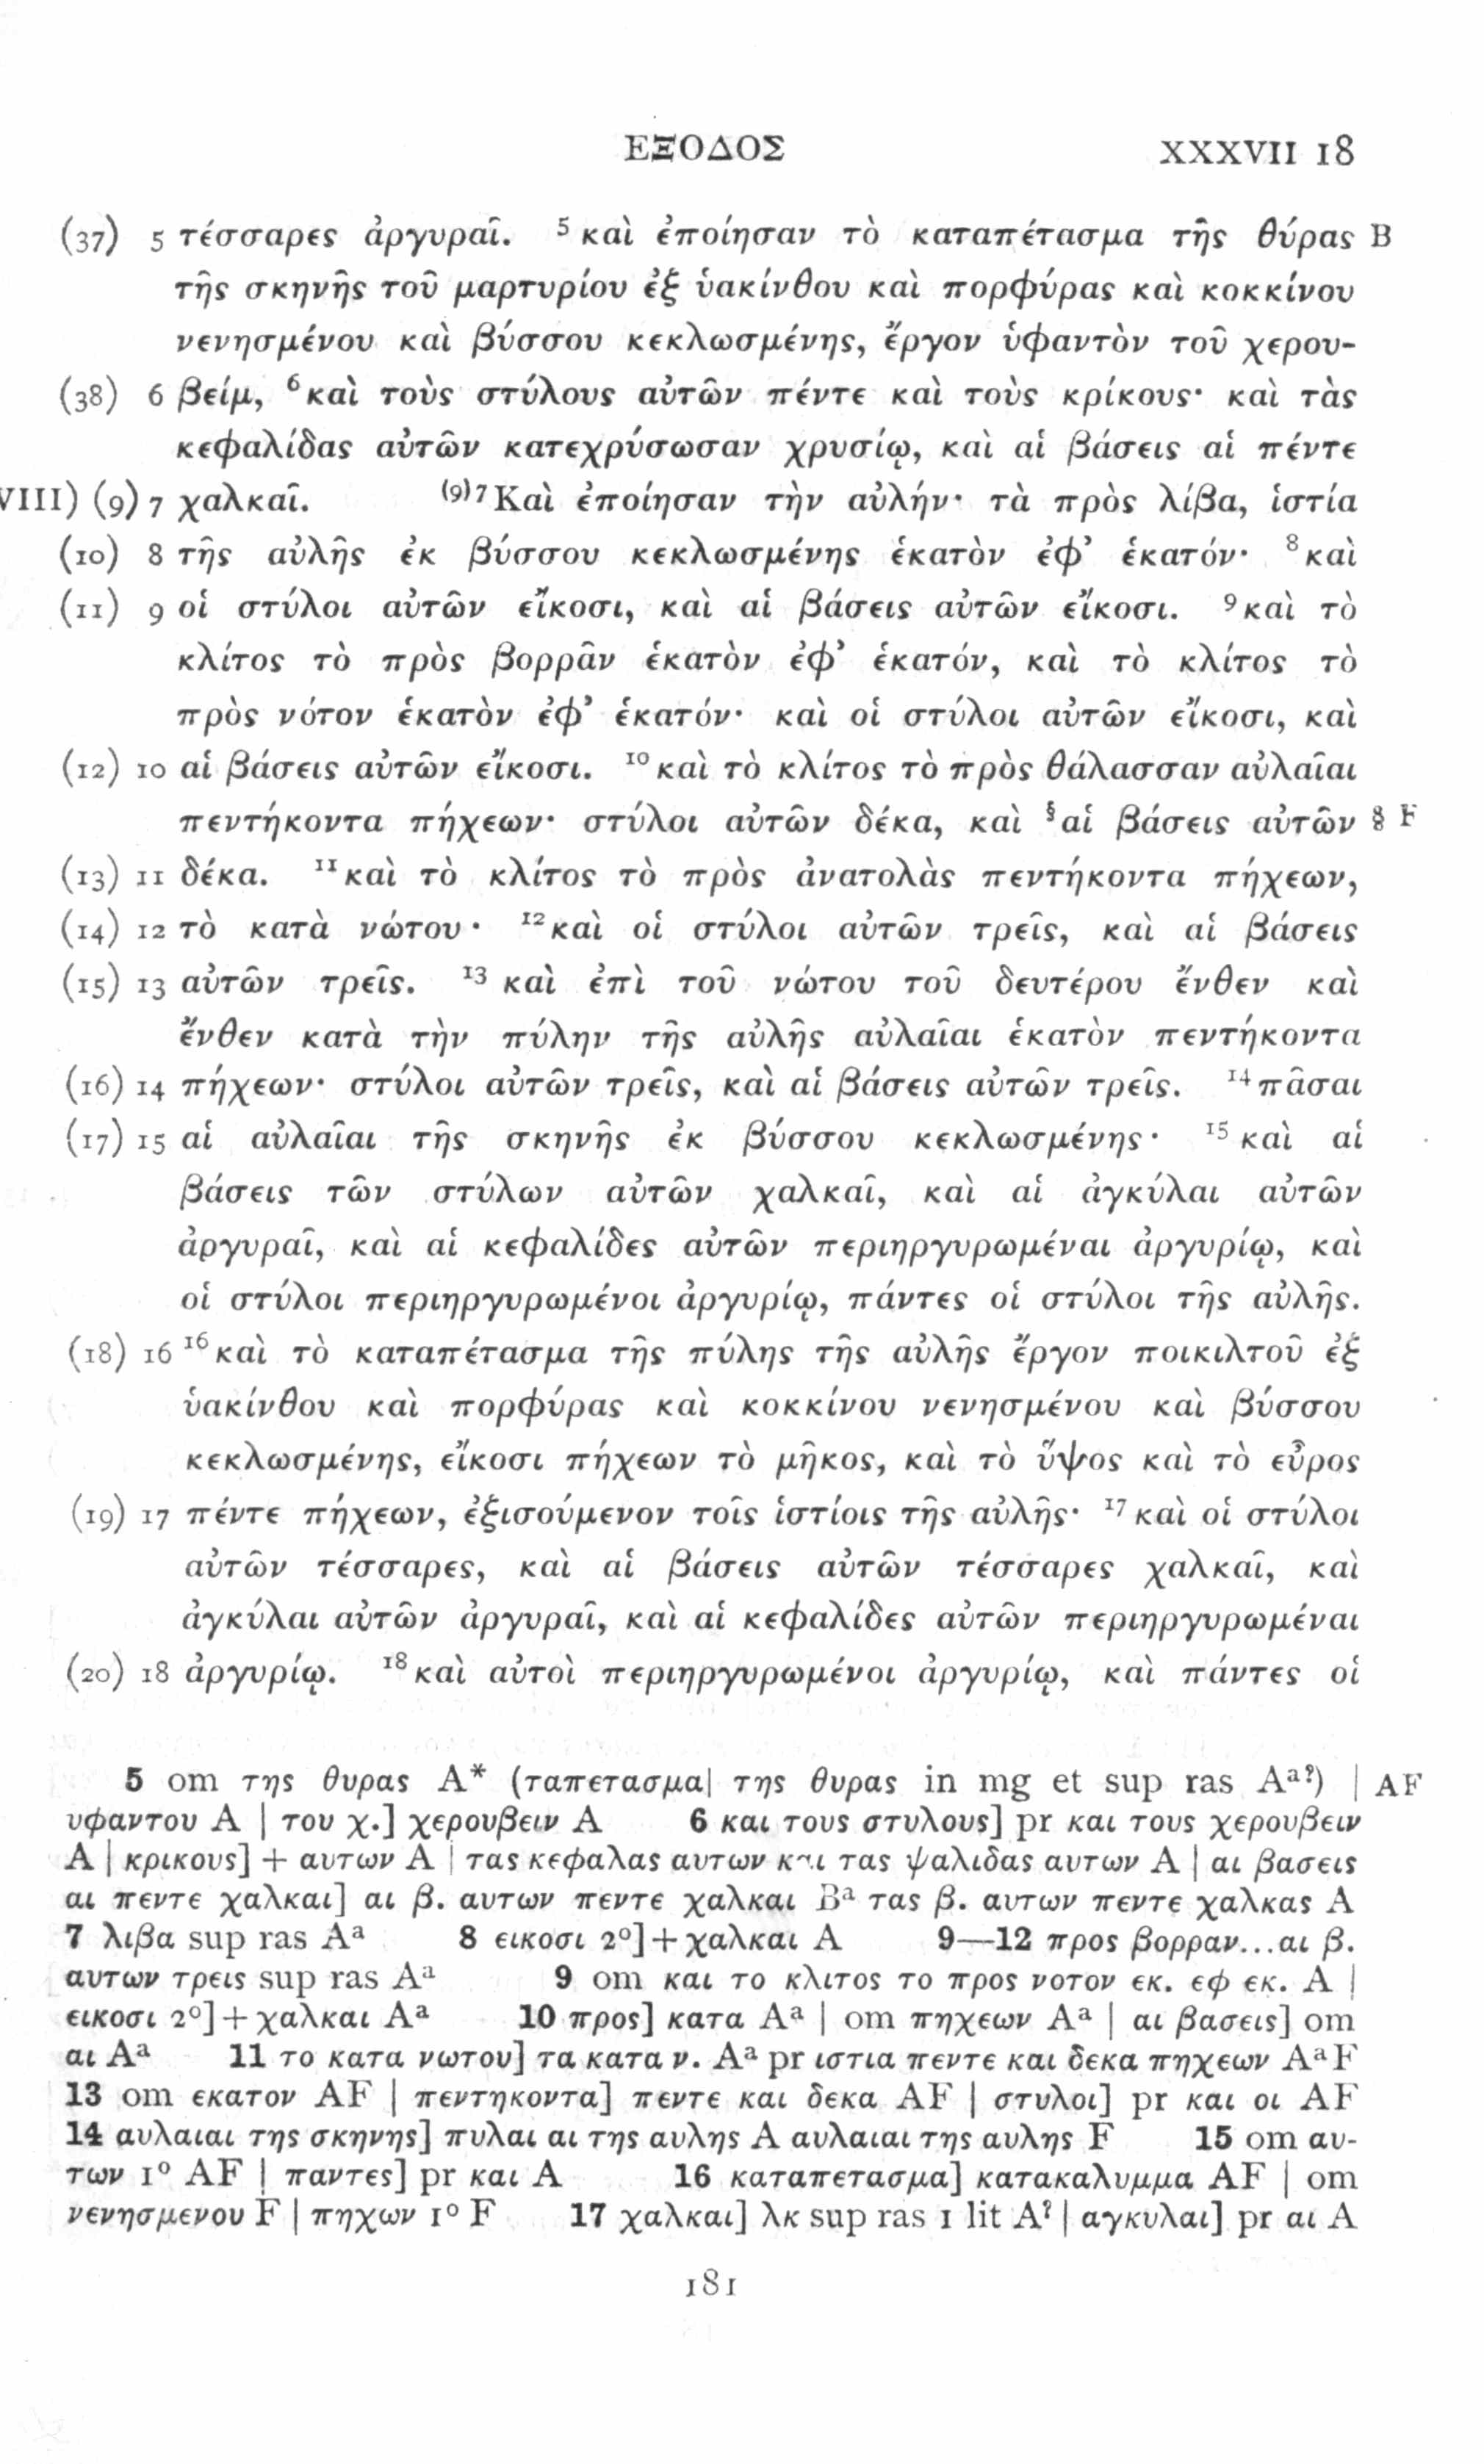 ΕΞΟΔΟΣ XXXVII 18
(37) 5 τέσσαρες ἀργυραῖ. ⁵καὶ ἐποίησαν τὸ καταπέτασμα τῆς θύρας B
τῆς σκηνῆς τοῦ μαρτυρίου ἐξ ὑακίνθου καὶ πορφύρας καὶ κοκκίνου
νενησμένου καὶ βύσσου κεκλωσμένης, ἔργον ὑφαντὸν τοῦ χερου-
(38) 6 βείμ, ⁶καὶ τοὺς στύλους αὐτῶν πέντε καὶ τοὺς κρίκους· καὶ τὰς
κεφαλίδας αὐτῶν κατεχρύσωσαν χρυσίῳ, καὶ αἱ βάσεις αἱ πέντε
VIII) (9) 7 χαλκαῖ. ⁽⁹⁾⁷Καὶ ἐποίησαν τὴν αὐλήν· τὰ πρὸς λίβα, ἱστία
(10) 8 τῆς αὐλῆς ἐκ βύσσου κεκλωσμένης ἑκατὸν ἐφ’ ἑκατόν· ⁸καὶ
(11) 9 οἱ στύλοι αὐτῶν εἴκοσι, καὶ αἱ βάσεις αὐτῶν εἴκοσι. ⁹καὶ τὸ
κλίτος τὸ πρὸς βορρᾶν ἑκατὸν ἐφ’ ἑκατόν, καὶ τὸ κλίτος τὸ
πρὸς νότον ἑκατὸν ἐφ’ ἑκατόν· καὶ οἱ στύλοι αὐτῶν εἴκοσι, καὶ
(12) 10 αἱ βάσεις αὐτῶν εἴκοσι. ¹⁰καὶ τὸ κλίτος τὸ πρὸς θάλασσαν αὐλαῖαι
πεντήκοντα πήχεων· στύλοι αὐτῶν δέκα, καὶ §αἱ βάσεις αὐτῶν § F
(13) 11 δέκα. ¹¹καὶ τὸ κλίτος τὸ πρὸς ἀνατολὰς πεντήκοντα πήχεων,
(14) 12 τὸ κατὰ νώτου· ¹²καὶ οἱ στύλοι αὐτῶν τρεῖς, καὶ αἱ βάσεις
(15) 13 αὐτῶν τρεῖς. ¹³καὶ ἐπὶ τοῦ νώτου τοῦ δευτέρου ἔνθεν καὶ
ἔνθεν κατὰ τὴν πύλην τῆς αὐλῆς αὐλαῖαι ἑκατὸν πεντήκοντα
(16) 14 πήχεων· στύλοι αὐτῶν τρεῖς, καὶ αἱ βάσεις αὐτῶν τρεῖς. ¹⁴πᾶσαι
(17) 15 αἱ αὐλαῖαι τῆς σκηνῆς ἐκ βύσσου κεκλωσμένης· ¹⁵καὶ αἱ
βάσεις τῶν στύλων αὐτῶν χαλκαῖ, καὶ αἱ ἀγκύλαι αὐτῶν
ἀργυραῖ, καὶ αἱ κεφαλίδες αὐτῶν περιηργυρωμέναι ἀργυρίῳ, καὶ
οἱ στύλοι περιηργυρωμένοι ἀργυρίῳ, πάντες οἱ στύλοι τῆς αὐλῆς.
(18) 16 ¹⁶καὶ τὸ καταπέτασμα τῆς πύλης τῆς αὐλῆς ἔργον ποικιλτοῦ ἐξ
ὑακίνθου καὶ πορφύρας καὶ κοκκίνου νενησμένου καὶ βύσσου
κεκλωσμένης, εἴκοσι πήχεων τὸ μῆκος, καὶ τὸ ὕψος καὶ τὸ εὖρος
(19) 17 πέντε πήχεων, ἐξισούμενον τοῖς ἱστίοις τῆς αὐλῆς· ¹⁷καὶ οἱ στύλοι
αὐτῶν τέσσαρες, καὶ αἱ βάσεις αὐτῶν τέσσαρες χαλκαῖ, καὶ
ἀγκύλαι αὐτῶν ἀργυραῖ, καὶ αἱ κεφαλίδες αὐτῶν περιηργυρωμέναι
(20) 18 ἀργυρίῳ. ¹⁸καὶ αὐτοὶ περιηργυρωμένοι ἀργυρίῳ, καὶ πάντες οἱ
5 om της θυρας A* (ταπετασμα| της θυρας in mg et sup ras Aᵃ?) | AF
υφαντου A | του χ.] χερουβειν A 6 και τους στυλους] pr και τους χερουβειν
A | κρικους] + αυτων A | τας κεφαλας αυτων και τας ψαλιδας αυτων A | αι βασεις
αι πεντε χαλκαι] αι β. αυτων πεντε χαλκαι Bᵃ τας β. αυτων πεντε χαλκας A
7 λιβα sup ras Aᵃ 8 εικοσι 2°] + χαλκαι A 9—12 προς βορραν...αι β.
αυτων τρεις sup ras Aᵃ 9 om και το κλιτος το προς νοτον εκ. εφ εκ. A |
εικοσι 2°] + χαλκαι Aᵃ 10 προς] κατα Aᵃ | om πηχεων Aᵃ | αι βασεις] om
αι Aᵃ 11 το κατα νωτου] τα κατα ν. Aᵃ pr ιστια πεντε και δεκα πηχεων AᵃF
13 om εκατον AF | πεντηκοντα] πεντε και δεκα AF | στυλοι] pr και οι AF
14 αυλαιαι της σκηνης] πυλαι αι της αυλης A αυλαιαι της αυλης F 15 om αυ-
των 1° AF | παντες] pr και A 16 καταπετασμα] κατακαλυμμα AF | om
νενησμενου F | πηχων 1° F 17 χαλκαι] λκ sup ras 1 lit A? | αγκυλαι] pr αι A
181